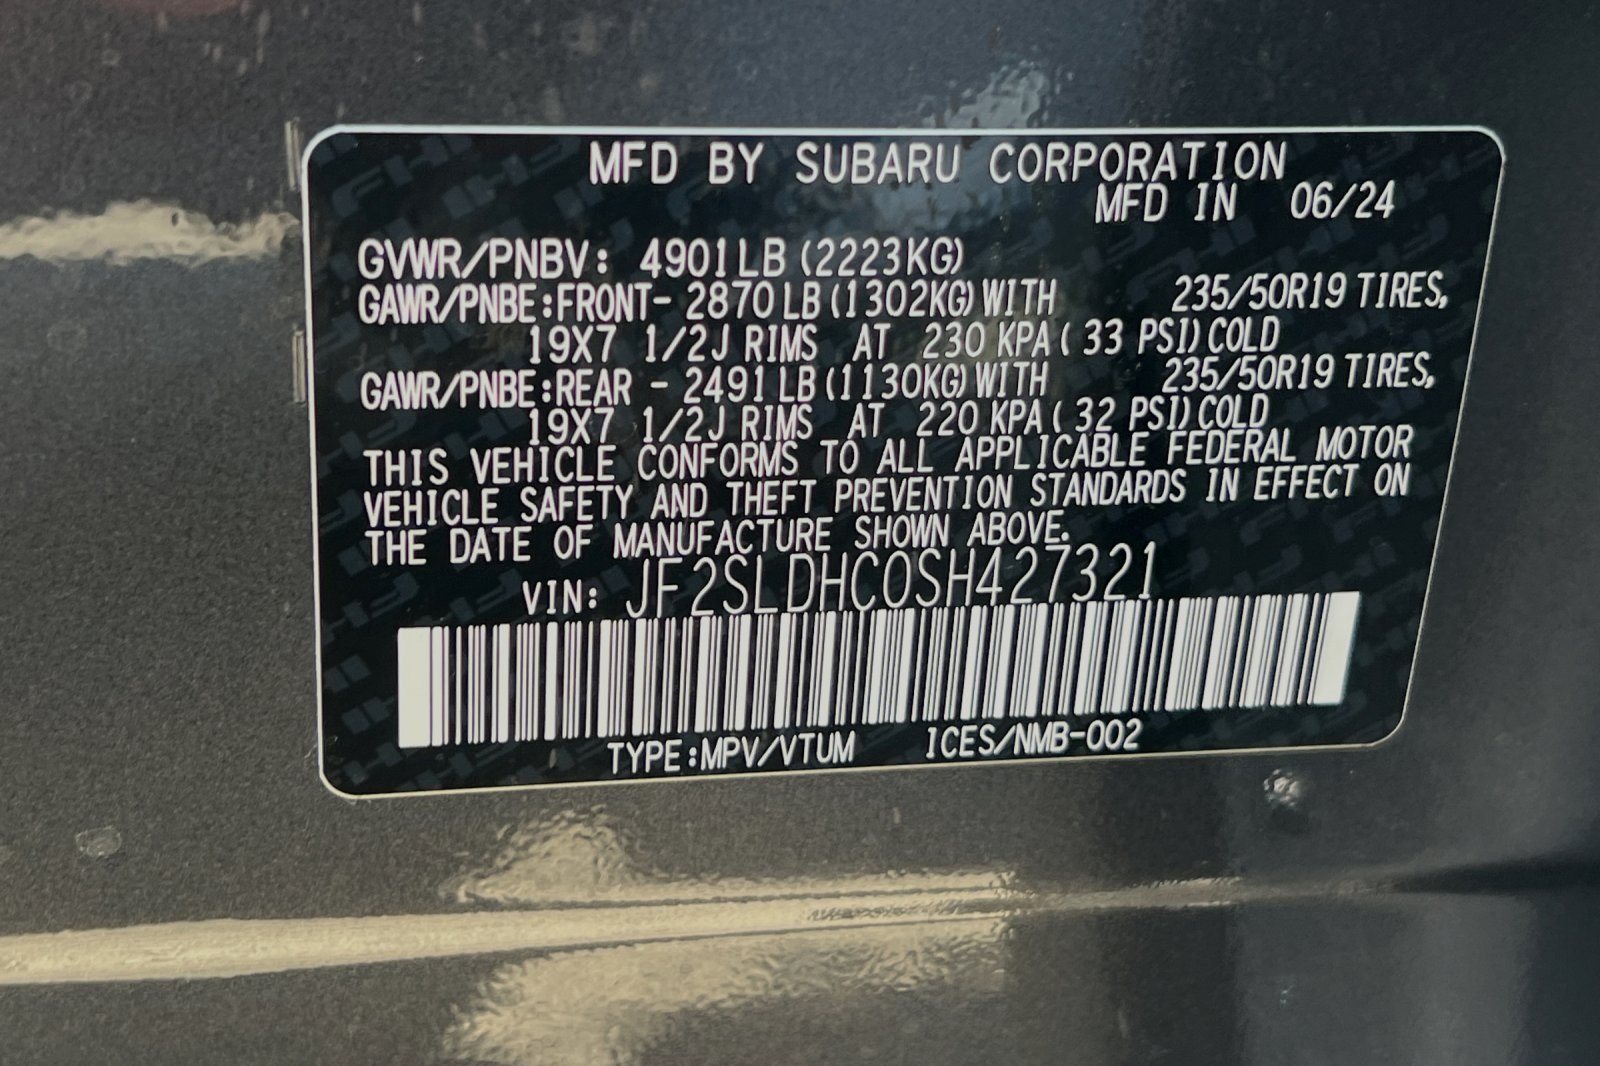 MFD BY SUBARU CORPORATION
MFD IN 06/24
GVWR/PNBV: 4901LB (2223KG)
GAWR/PNBE:FRONT- 2870LB(1302KG)WITH 235/50R19 TIRES,
19X7 1/2J RIMS AT 230 KPA( 33 PSI)COLD
GAWR/PNBE:REAR - 2491LB(1130KG)WITH 235/50R19 TIRES,
19X7 1/2J RIMS AT 220 KPA( 32 PSI)COLD
THIS VEHICLE CONFORMS TO ALL APPLICABLE FEDERAL MOTOR
VEHICLE SAFETY AND THEFT PREVENTION STANDARDS IN EFFECT ON
THE DATE OF MANUFACTURE SHOWN ABOVE.
VIN: JF2SLDHC0SH427321
TYPE:MPV/VTUM ICES/NMB-002